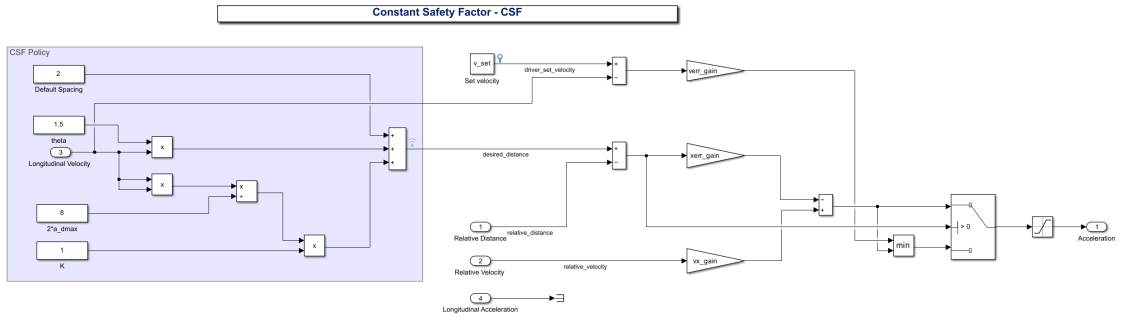 Constant Safety Factor - CSF
CSF Policy
2
Default Spacing
1.5
theta
3
Longitudinal Velocity
x
x
8
2*a_dmax
x
÷
1
K
x
+
+
+
v_set
Set velocity
driver_set_velocity
+
−
verr_gain
desired_distance
+
−
xerr_gain
1
Relative Distance
relative_distance
2
Relative Velocity
relative_velocity
vx_gain
4
Longitudinal Acceleration
−
+
min
> 0
1
Acceleration